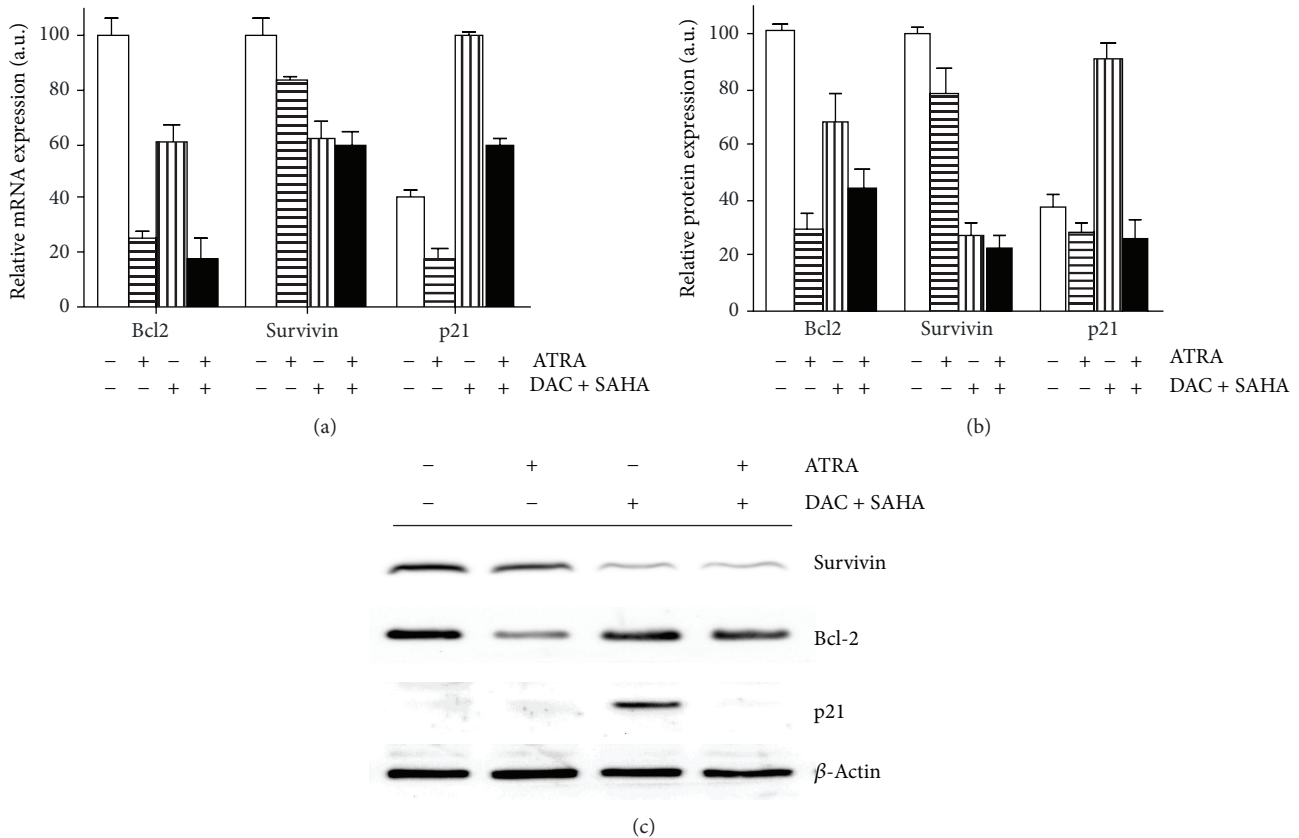 Relative mRNA expression (a.u.)
100
80
60
40
20
0
Bcl2 Survivin p21
− + − + − + − + − + − + ATRA
− − + + − − + + − − + + DAC + SAHA
(a)
Relative protein expression (a.u.)
100
80
60
40
20
0
Bcl2 Survivin p21
− + − + − + − + − + − + ATRA
− − + + − − + + − − + + DAC + SAHA
(b)
− + − + ATRA
− − + + DAC + SAHA
Survivin
Bcl-2
p21
β-Actin
(c)